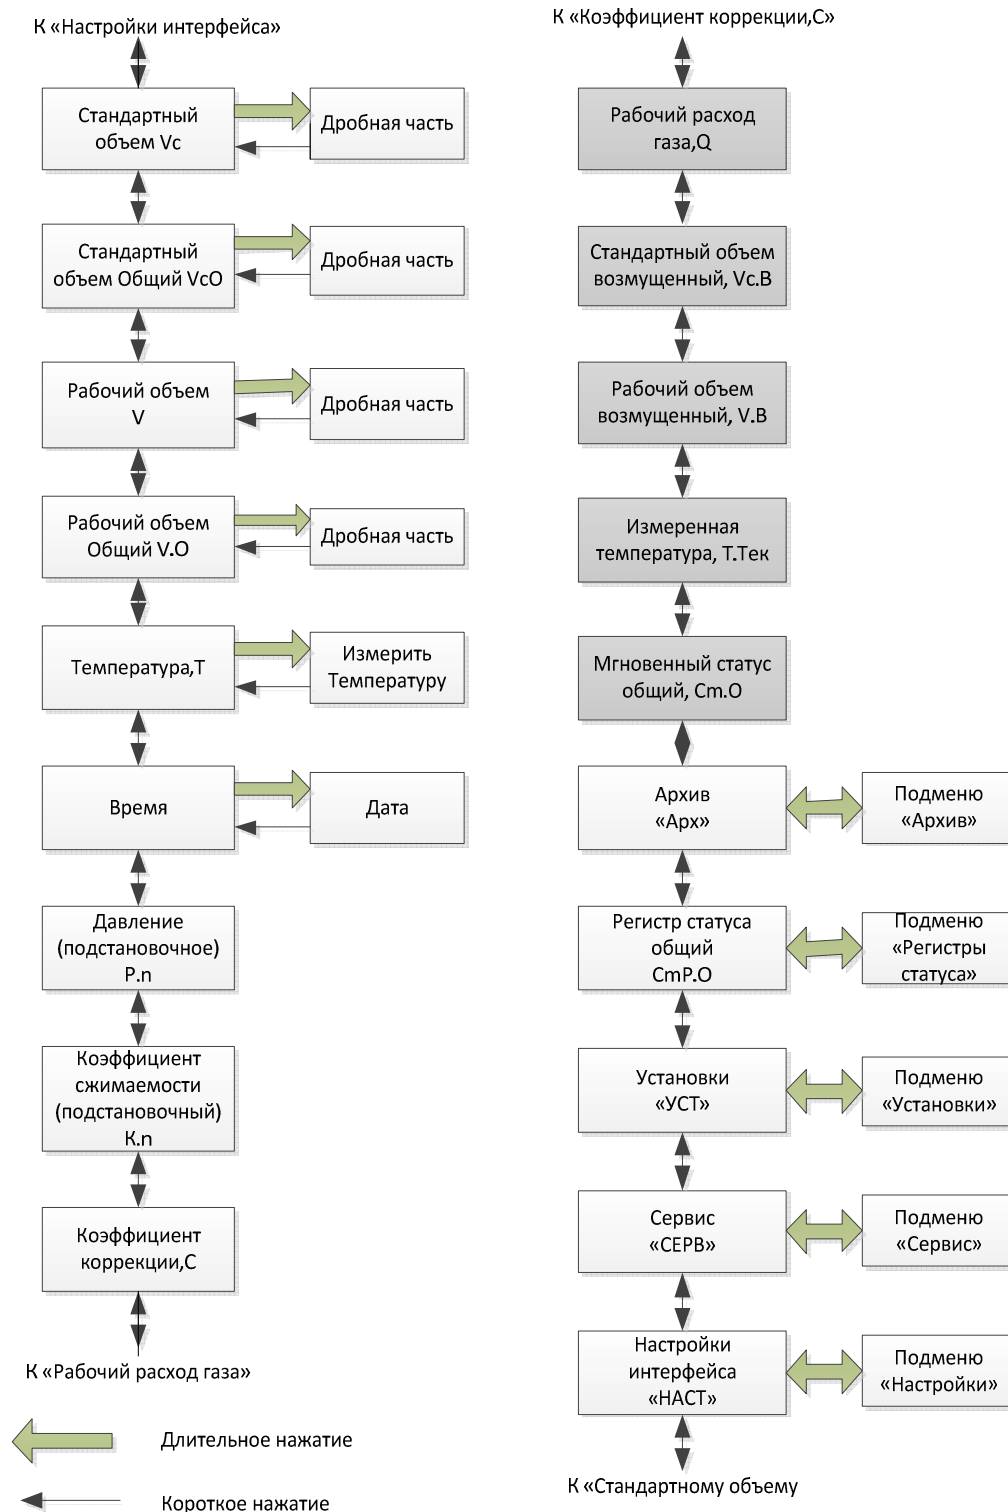 К «Настройки интерфейса»
Стандартный
объем Vc
Дробная часть
Стандартный
объем Общий VcO
Дробная часть
Рабочий объем
V
Дробная часть
Рабочий объем
Общий V.O
Дробная часть
Температура,T
Измерить
Температуру
Время
Дата
Давление
(подстановочное)
P.n
Коэффициент
сжимаемости
(подстановочный)
K.n
Коэффициент
коррекции,С
К «Рабочий расход газа»
Длительное нажатие
Короткое нажатие
К «Коэффициент коррекции,С»
Рабочий расход
газа,Q
Стандартный объем
возмущенный, Vc.B
Рабочий объем
возмущенный, V.B
Измеренная
температура, T.Тек
Мгновенный статус
общий, Cm.O
Архив
«Арх»
Подменю
«Архив»
Регистр статуса
общий
CmP.O
Подменю
«Регистры
статуса»
Установки
«УСТ»
Подменю
«Установки»
Сервис
«СЕРВ»
Подменю
«Сервис»
Настройки
интерфейса
«НАСТ»
Подменю
«Настройки»
К «Стандартному объему